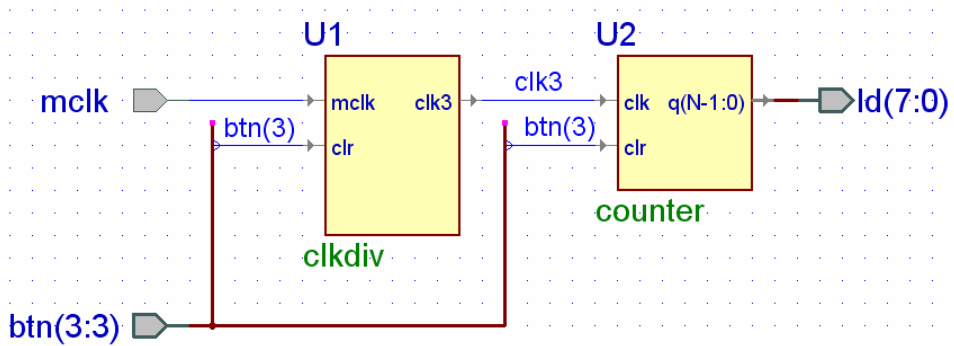 U1
U2
mclk
mclk
clk3
clk3
clk
q(N-1:0)
ld(7:0)
btn(3)
clr
btn(3)
clr
counter
clkdiv
btn(3:3)